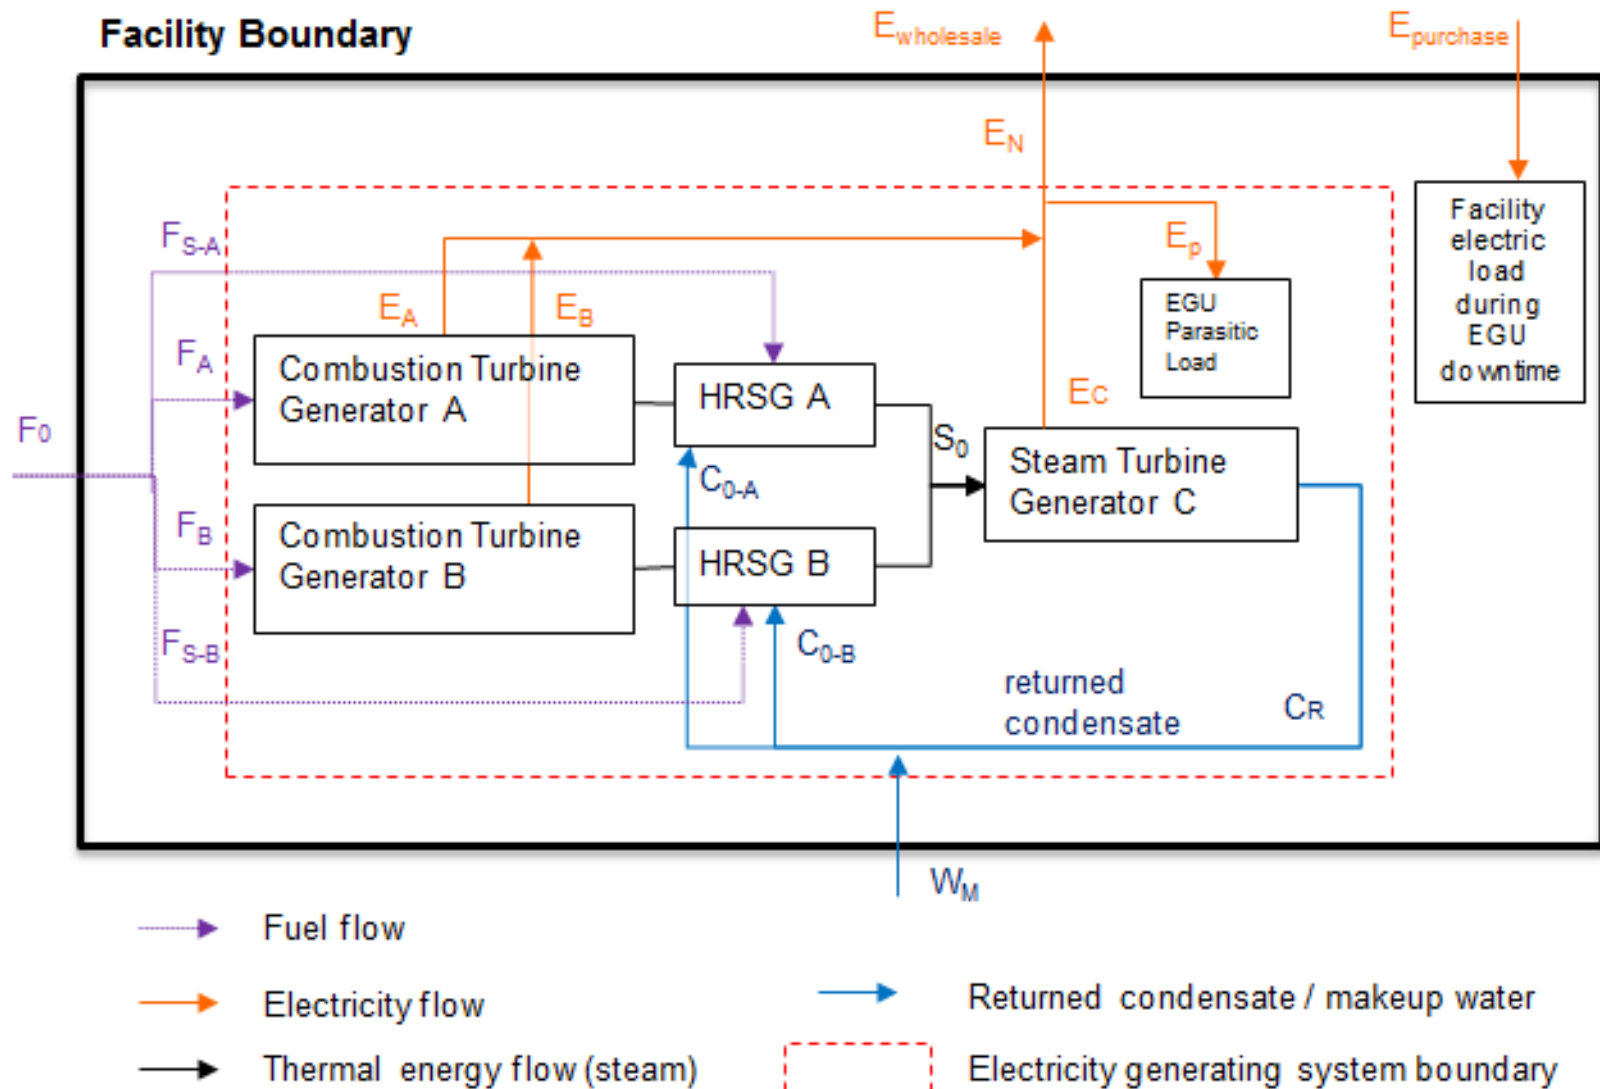 Facility Boundary
Ewholesale
Epurchase
EN
FS-A
Ep
Facility
electric
load
during
EGU
downtime
EA
EB
EGU
Parasitic
Load
FA
Combustion Turbine
Generator A
HRSG A
EC
F0
S0
Steam Turbine
Generator C
C0-A
FB
Combustion Turbine
Generator B
HRSG B
FS-B
C0-B
returned
condensate
CR
WM
Fuel flow
Electricity flow
Returned condensate / makeup water
Thermal energy flow (steam)
Electricity generating system boundary